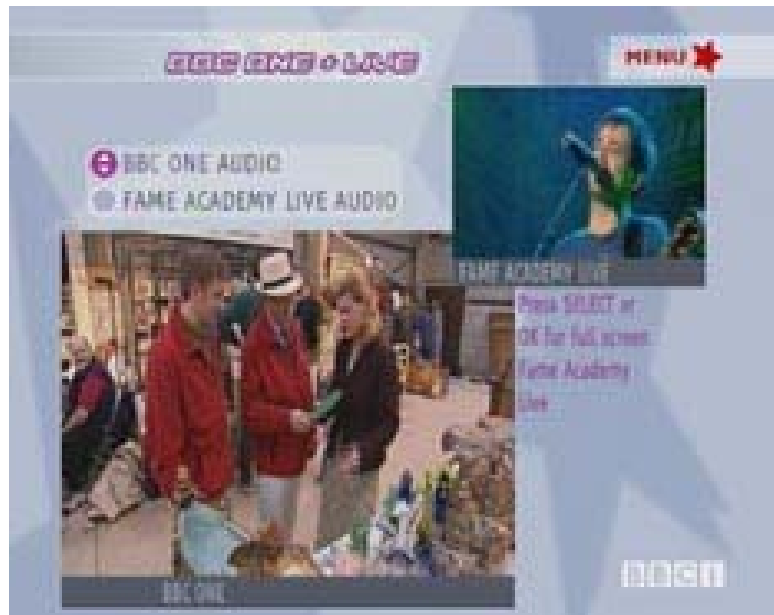 BBC ONE + LIVE
MENU
BBC ONE AUDIO
FAME ACADEMY LIVE AUDIO
FAME ACADEMY LIVE
Press SELECT or
OK for full screen
Fame Academy
Live
BBC ONE
BBCi